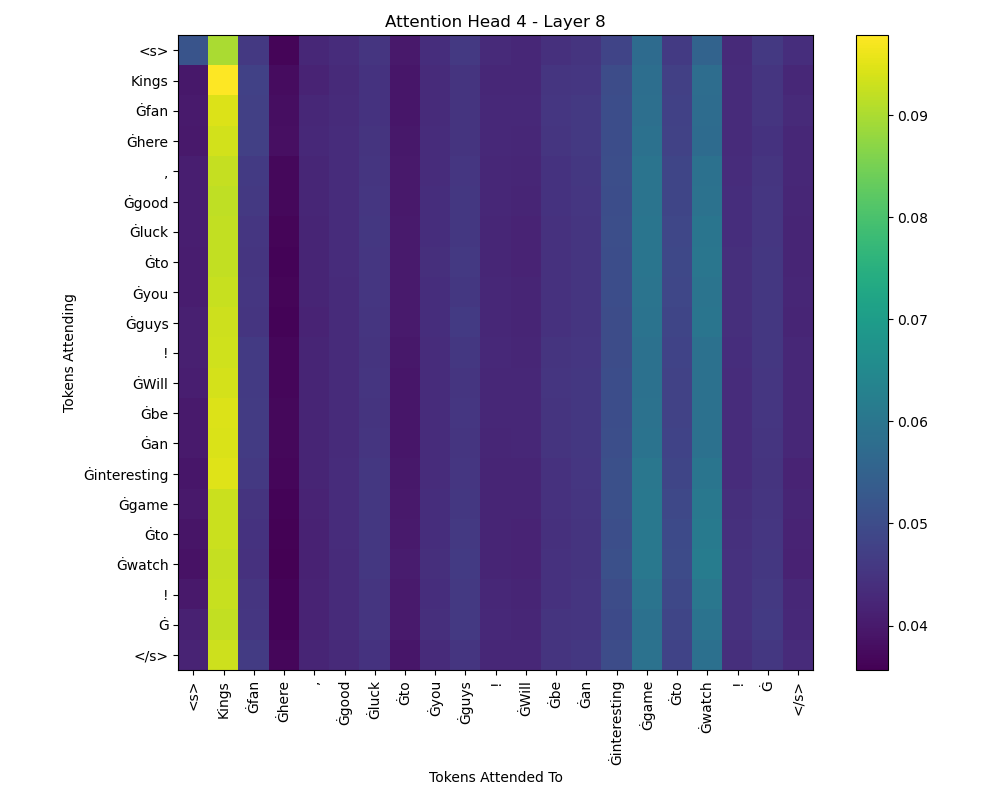 Attention Head 4 - Layer 8
Tokens Attending
<s>
Kings
Ġfan
Ġhere
,
Ġgood
Ġluck
Ġto
Ġyou
Ġguys
!
ĠWill
Ġbe
Ġan
Ġinteresting
Ġgame
Ġto
Ġwatch
!
Ġ
</s>
<s>
Kings
Ġfan
Ġhere
,
Ġgood
Ġluck
Ġto
Ġyou
Ġguys
!
ĠWill
Ġbe
Ġan
Ġinteresting
Ġgame
Ġto
Ġwatch
!
Ġ
</s>
Tokens Attended To
0.09
0.08
0.07
0.06
0.05
0.04